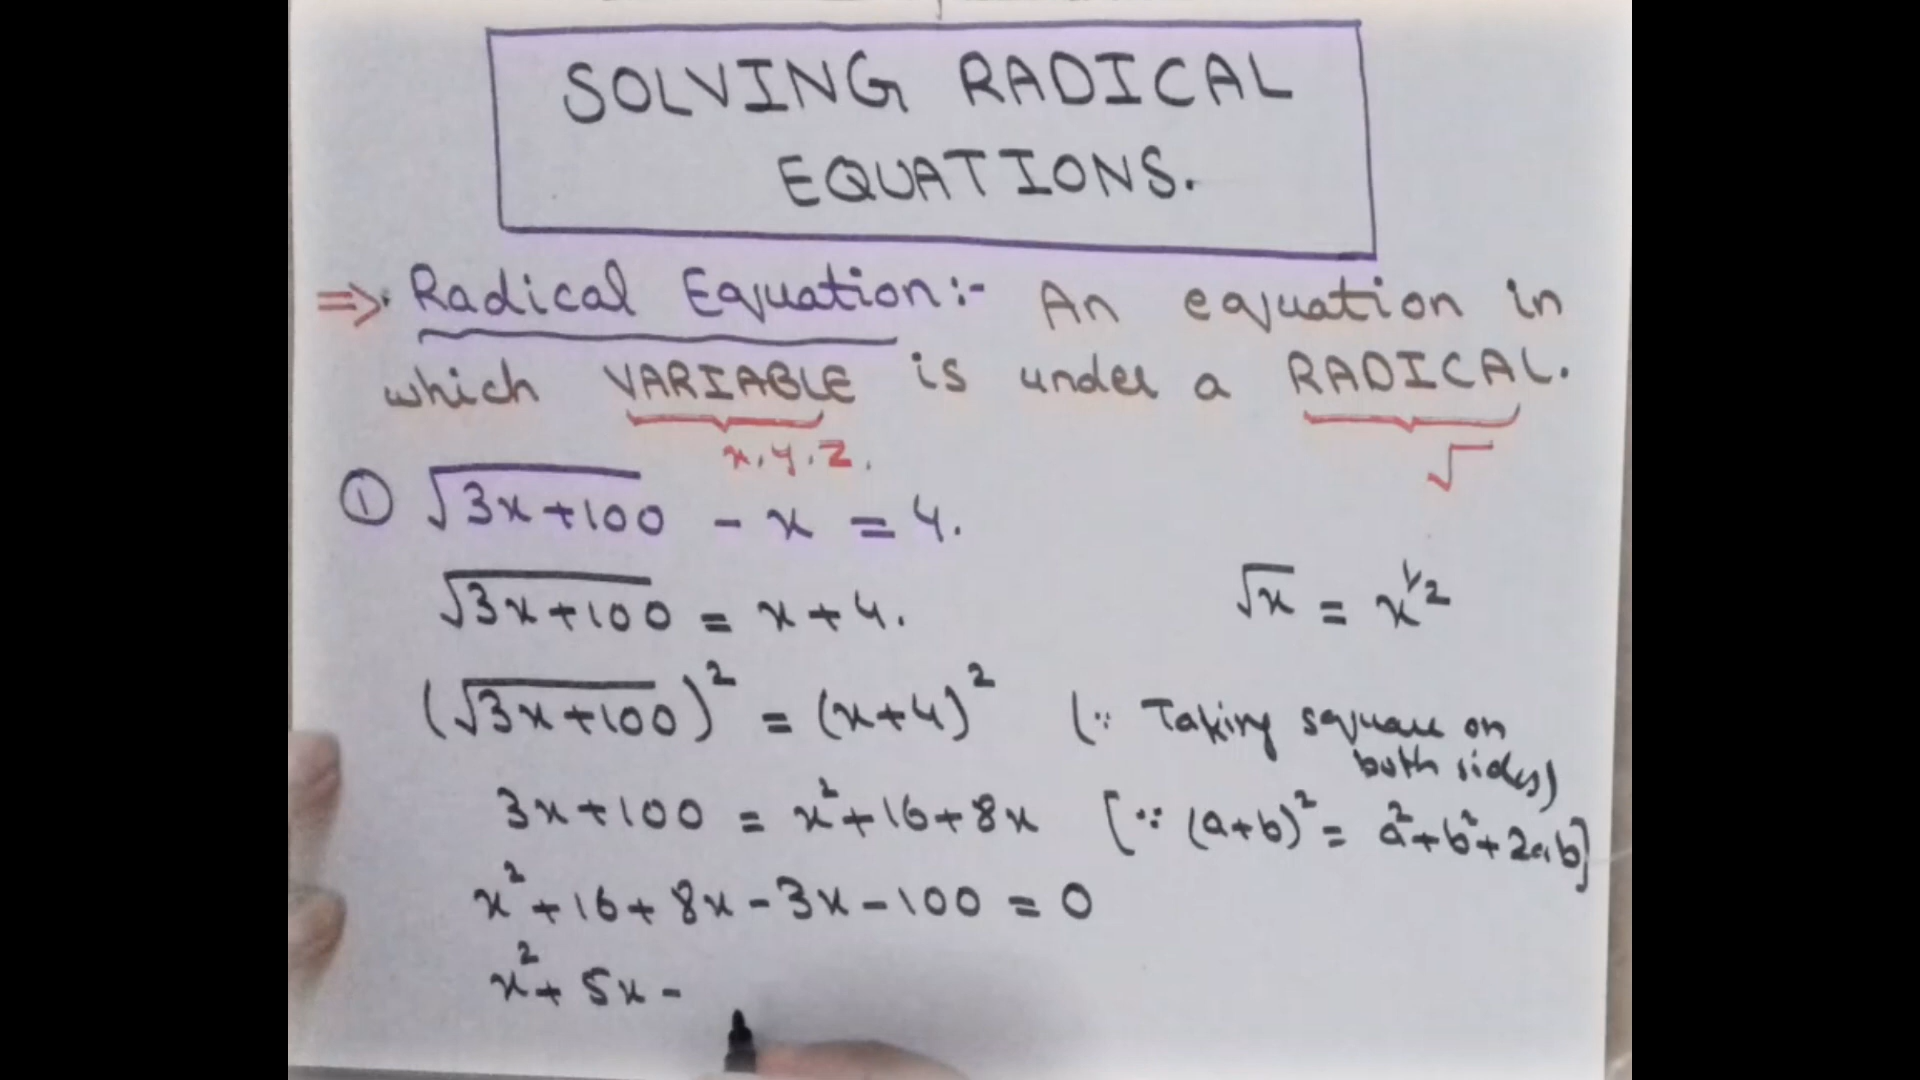 SOLVING RADICAL
EQUATIONS.
⇒ Radical Equation:- An equation in
which VARIABLE is under a RADICAL.
x, y, z.
√
① √3x+100 - x = 4.
√3x+100 = x+4.
√x = x^1/2
(√3x+100)² = (x+4)² (∵ Taking square on
both sides)
3x+100 = x²+16+8x [∵ (a+b)² = a²+b²+2ab]
x²+16+8x-3x-100 = 0
x²+5x-